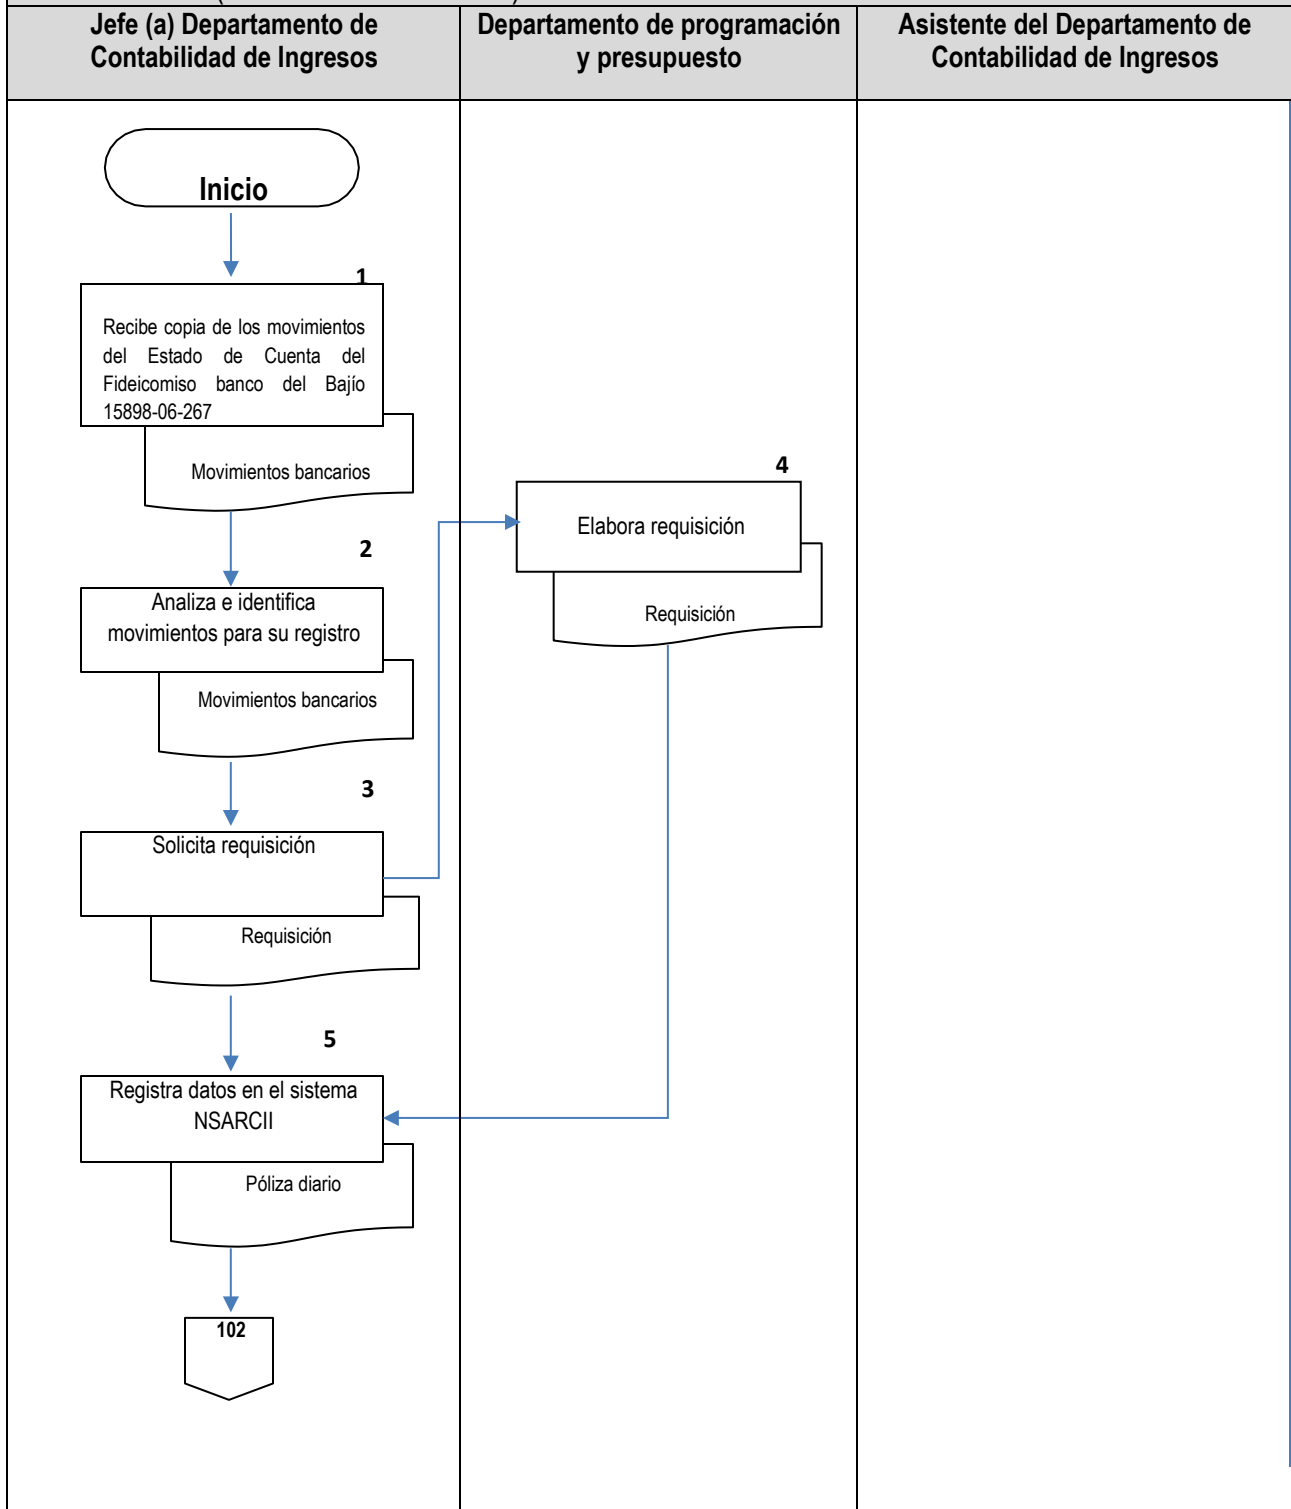 Jefe (a) Departamento de
Contabilidad de Ingresos
Departamento de programación
y presupuesto
Asistente del Departamento de
Contabilidad de Ingresos
Inicio
1
Recibe copia de los movimientos
del Estado de Cuenta del
Fideicomiso banco del Bajío
15898-06-267
Movimientos bancarios
2
Analiza e identifica
movimientos para su registro
Movimientos bancarios
3
Solicita requisición
Requisición
4
Elabora requisición
Requisición
5
Registra datos en el sistema
NSARCII
Póliza diario
102